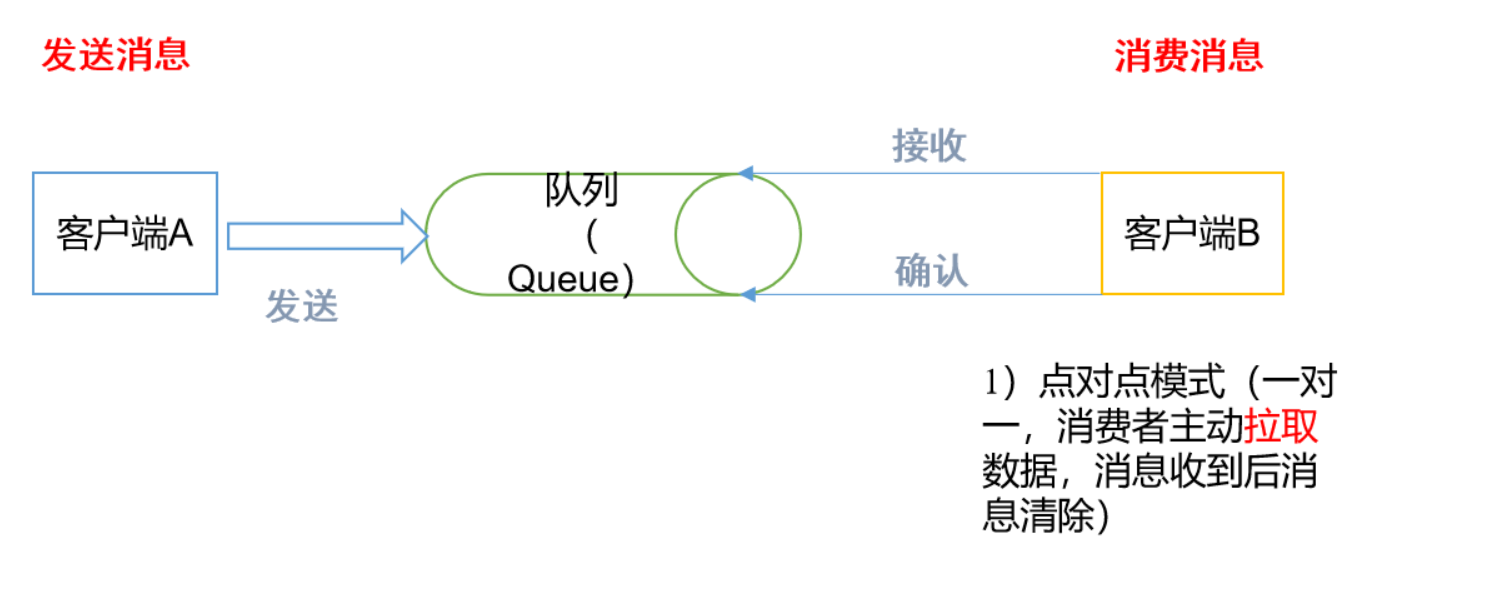 发送消息
消费消息
接收
队列
（
Queue）
客户端A
客户端B
确认
发送
1）点对点模式（一对
一，消费者主动拉取
数据，消息收到后消
息清除）